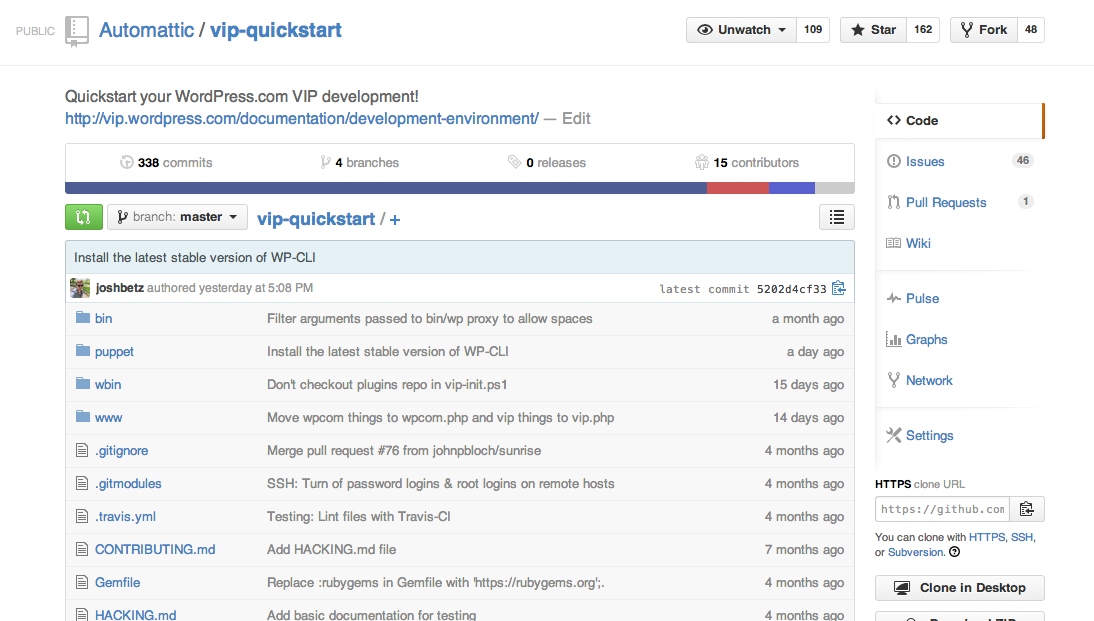 PUBLIC Automattic / vip-quickstart Unwatch 109 Star 162 Fork 48
Quickstart your WordPress.com VIP development!
http://vip.wordpress.com/documentation/development-environment/ — Edit
338 commits 4 branches 0 releases 15 contributors
branch: master vip-quickstart / +
Install the latest stable version of WP-CLI
joshbetz authored yesterday at 5:08 PM latest commit 5202d4cf33
bin Filter arguments passed to bin/wp proxy to allow spaces a month ago
puppet Install the latest stable version of WP-CLI a day ago
wbin Don't checkout plugins repo in vip-init.ps1 15 days ago
www Move wpcom things to wpcom.php and vip things to vip.php 14 days ago
.gitignore Merge pull request #76 from johnpbloch/sunrise 4 months ago
.gitmodules SSH: Turn of password logins & root logins on remote hosts 4 months ago
.travis.yml Testing: Lint files with Travis-CI 4 months ago
CONTRIBUTING.md Add HACKING.md file 7 months ago
Gemfile Replace :rubygems in Gemfile with 'https://rubygems.org';. 4 months ago
HACKING.md Add basic documentation for testing 4 months ago
Code
Issues 46
Pull Requests 1
Wiki
Pulse
Graphs
Network
Settings
HTTPS clone URL
https://github.com
You can clone with HTTPS, SSH,
or Subversion.
Clone in Desktop
Download ZIP